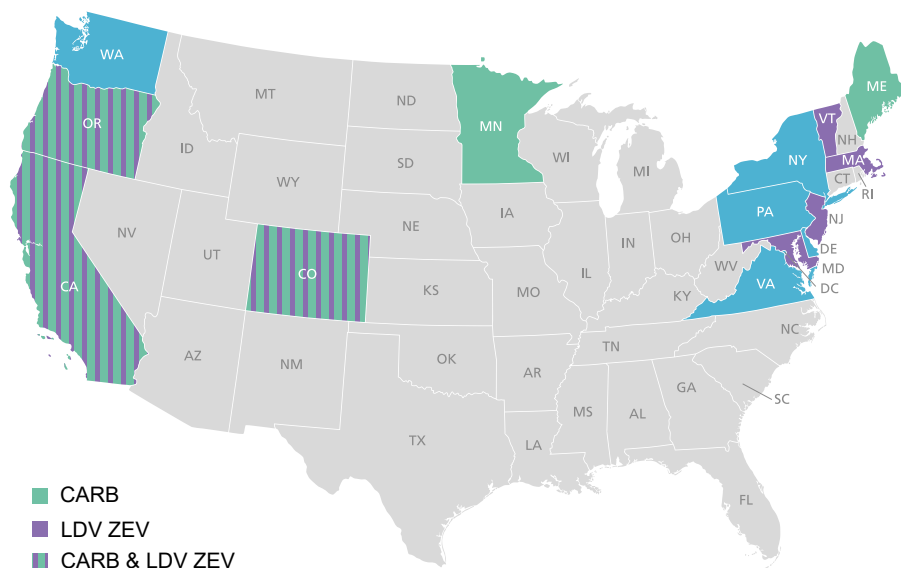 WA
ME
MT
ND
VT
OR
MN
NH
ID
SD
WI
NY
MA
MI
CT
RI
WY
IA
PA
NE
NJ
NV
OH
IN
DE
UT
IL
CO
WV
MD
CA
VA
DC
KS
MO
KY
NC
TN
AZ
OK
NM
AR
SC
GA
MS
AL
TX
LA
FL
CARB
LDV ZEV
CARB & LDV ZEV